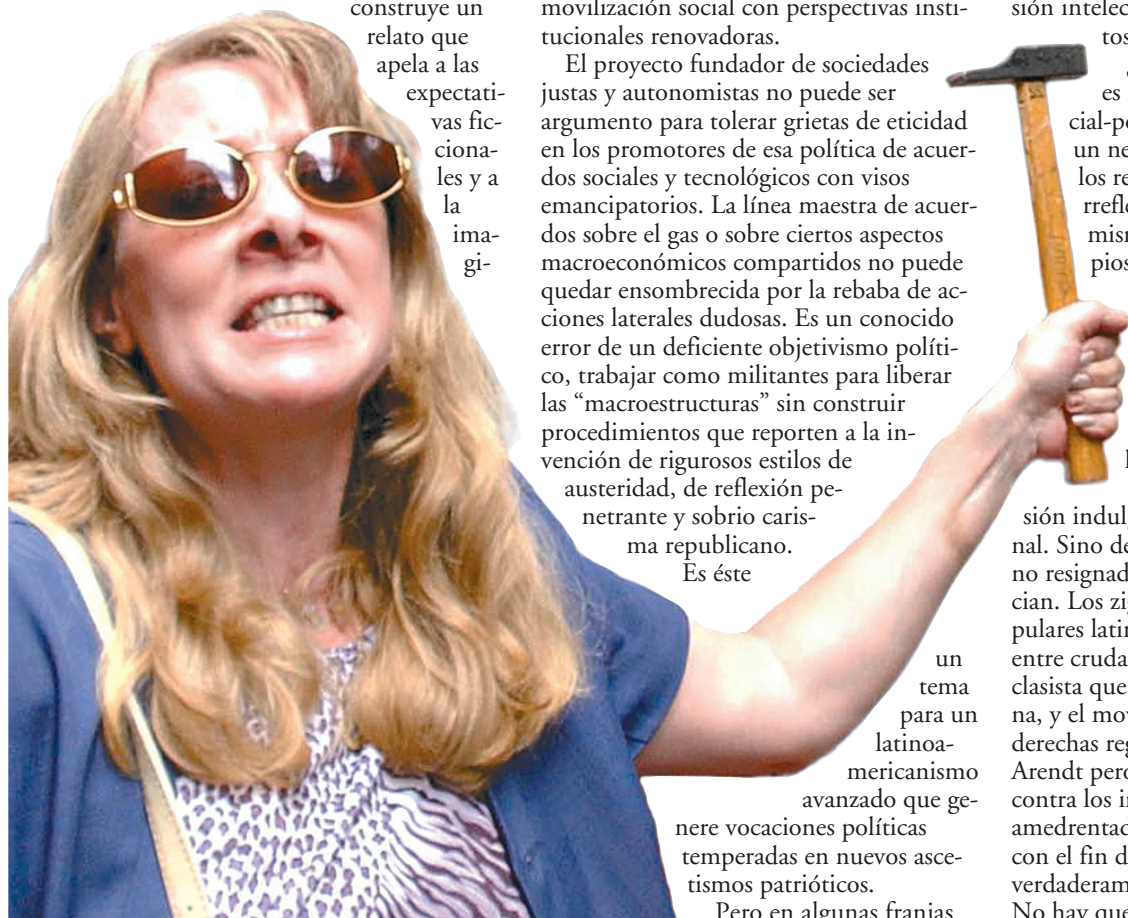 construye un
relato que
apela a las
expectati-
vas fic-
ciona-
les y a
la
ima-
gi-
movilización social con perspectivas insti-
tucionales renovadoras.
El proyecto fundador de sociedades
justas y autonomistas no puede ser
argumento para tolerar grietas de eticidad
en los promotores de esa política de acuer-
dos sociales y tecnológicos con visos
emancipatorios. La línea maestra de acuer-
dos sobre el gas o sobre ciertos aspectos
macroeconómicos compartidos no puede
quedar ensombrecida por la rebaba de ac-
ciones laterales dudosas. Es un conocido
error de un deficiente objetivismo políti-
co, trabajar como militantes para liberar
las “macroestructuras” sin construir
procedimientos que reporten a la in-
vención de rigurosos estilos de
austeridad, de reflexión pe-
netrante y sobrio caris-
ma republicano.
Es éste
un
tema
para un
latinoa-
mericanismo
avanzado que ge-
nere vocaciones políticas
temperadas en nuevos asce-
tismos patrióticos.
Pero en algunas franjas
sión intelec
tos
es
cial-po
un ne
los re
rrefle
mism
pios
sión indul
nal. Sino de
no resignad
cian. Los zig
pulares latin
entre cruda
clasista que
na, y el mov
derechas reg
Arendt pero
contra los in
amedrentad
con el fin d
verdaderam
No hay que